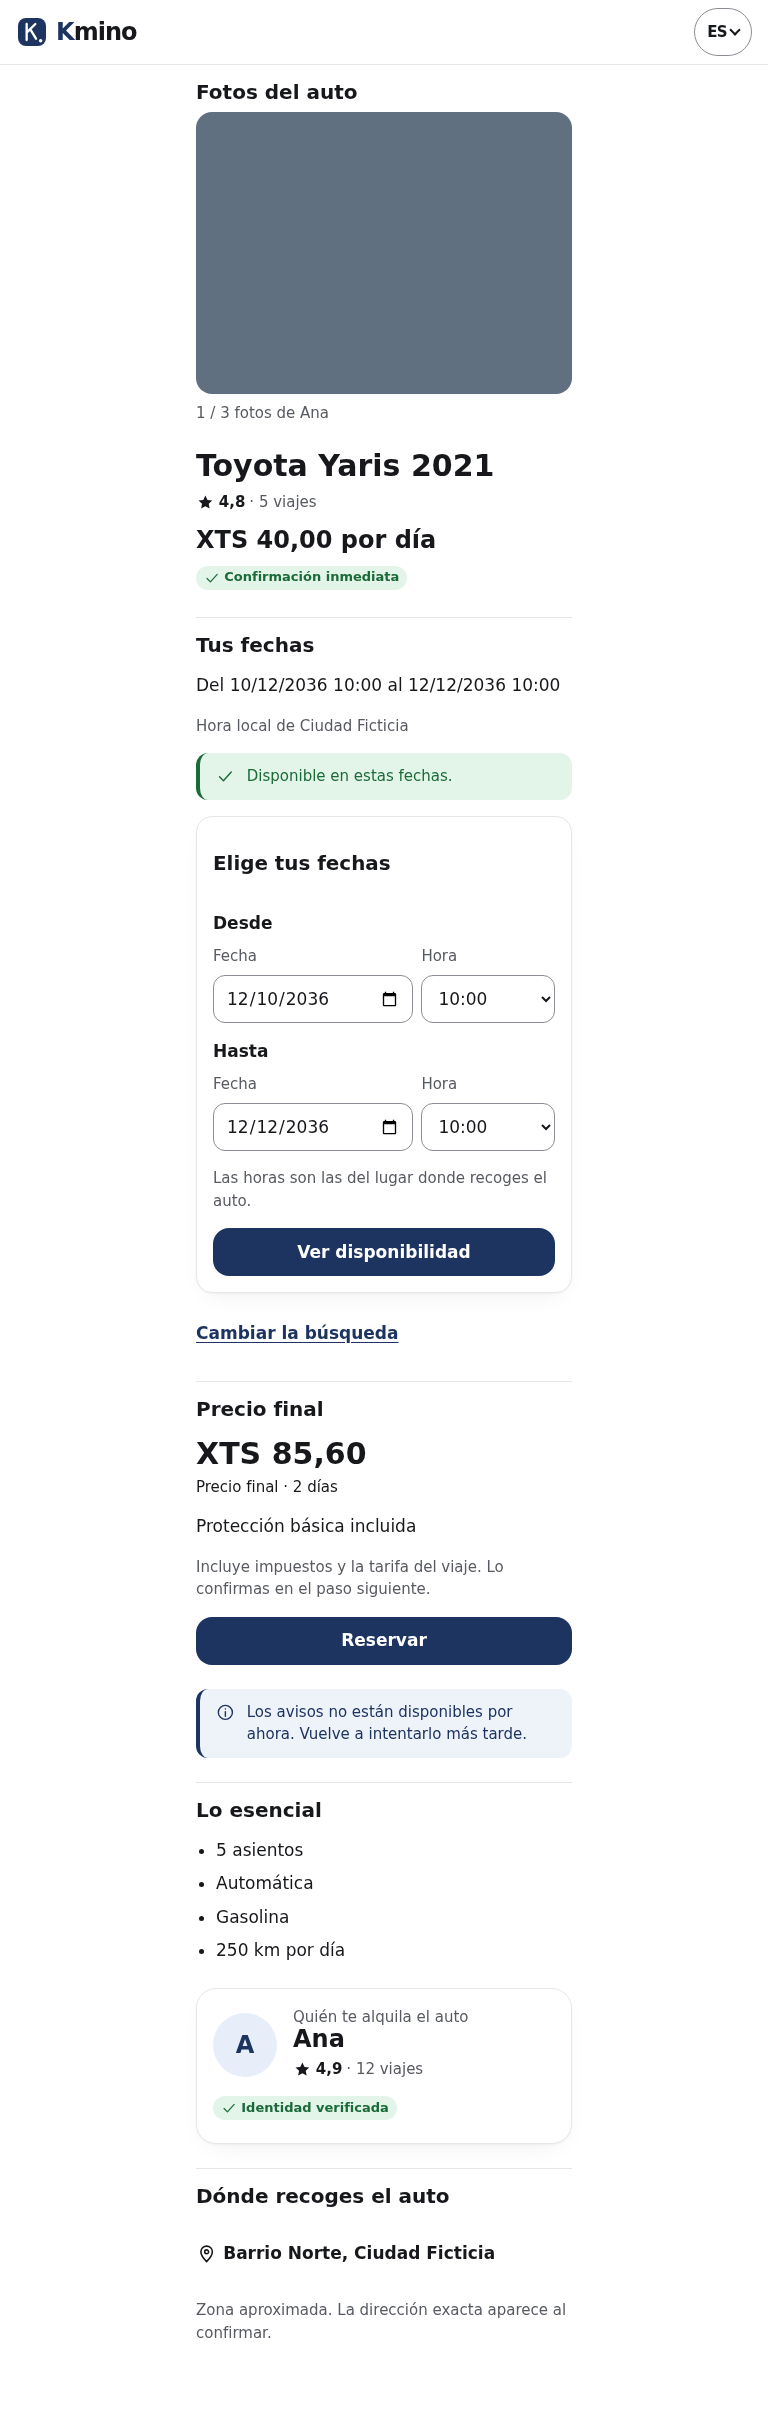 Kmino
ES
Fotos del auto
1 / 3 fotos de Ana
Toyota Yaris 2021
★ 4,8 · 5 viajes
XTS 40,00 por día
Confirmación inmediata
Tus fechas
Del 10/12/2036 10:00 al 12/12/2036 10:00
Hora local de Ciudad Ficticia
Disponible en estas fechas.
Elige tus fechas
Desde
Fecha Hora
12/10/2036 10:00
Hasta
Fecha Hora
12/12/2036 10:00
Las horas son las del lugar donde recoges el
auto.
Ver disponibilidad
Cambiar la búsqueda
Precio final
XTS 85,60
Precio final · 2 días
Protección básica incluida
Incluye impuestos y la tarifa del viaje. Lo
confirmas en el paso siguiente.
Reservar
Los avisos no están disponibles por
ahora. Vuelve a intentarlo más tarde.
Lo esencial
• 5 asientos
• Automática
• Gasolina
• 250 km por día
A
Quién te alquila el auto
Ana
★ 4,9 · 12 viajes
Identidad verificada
Dónde recoges el auto
Barrio Norte, Ciudad Ficticia
Zona aproximada. La dirección exacta aparece al
confirmar.